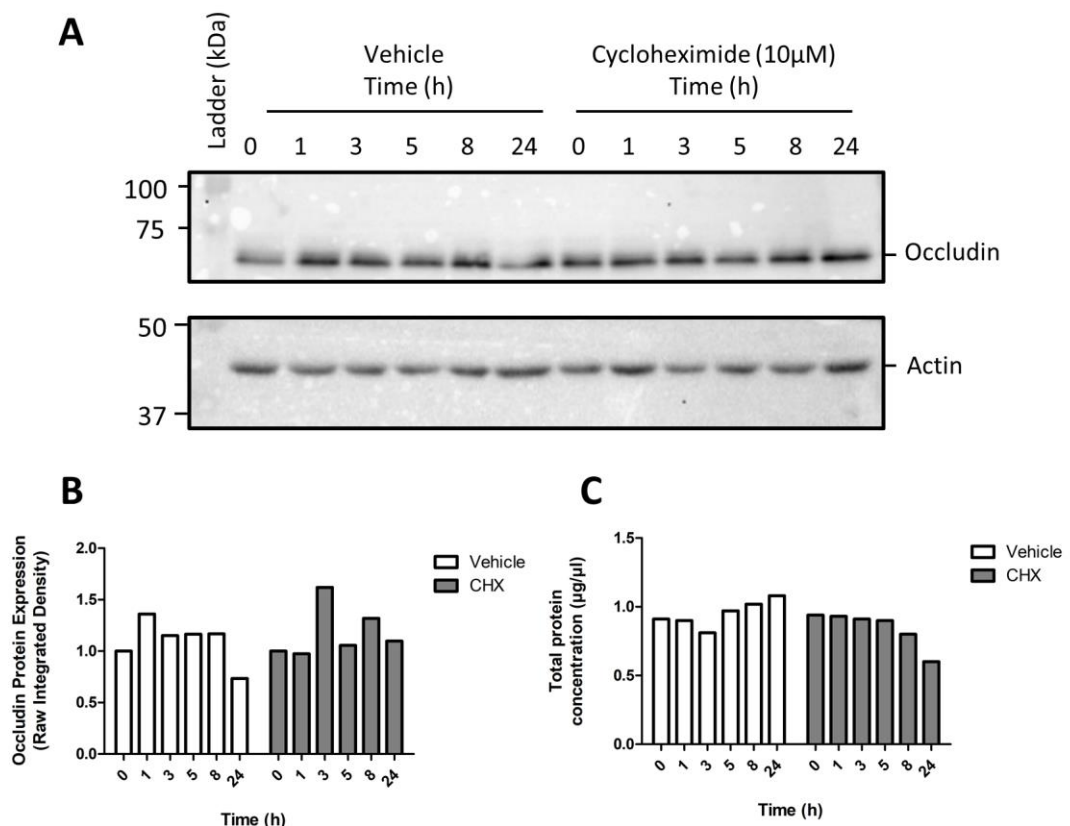 A
Ladder (kDa)
Vehicle
Time (h)
Cycloheximide (10μM)
Time (h)
0 1 3 5 8 24 0 1 3 5 8 24
100
75
Occludin
50
Actin
37
B
Occludin Protein Expression
(Raw Integrated Density)
2.0
1.5
1.0
0.5
0.0
0 1 3 5 8 24 0 1 3 5 8 24
Time (h)
Vehicle
CHX
C
Total protein
concentration (μg/μl)
1.5
1.0
0.5
0.0
0 1 3 5 8 24 0 1 3 5 8 24
Time (h)
Vehicle
CHX